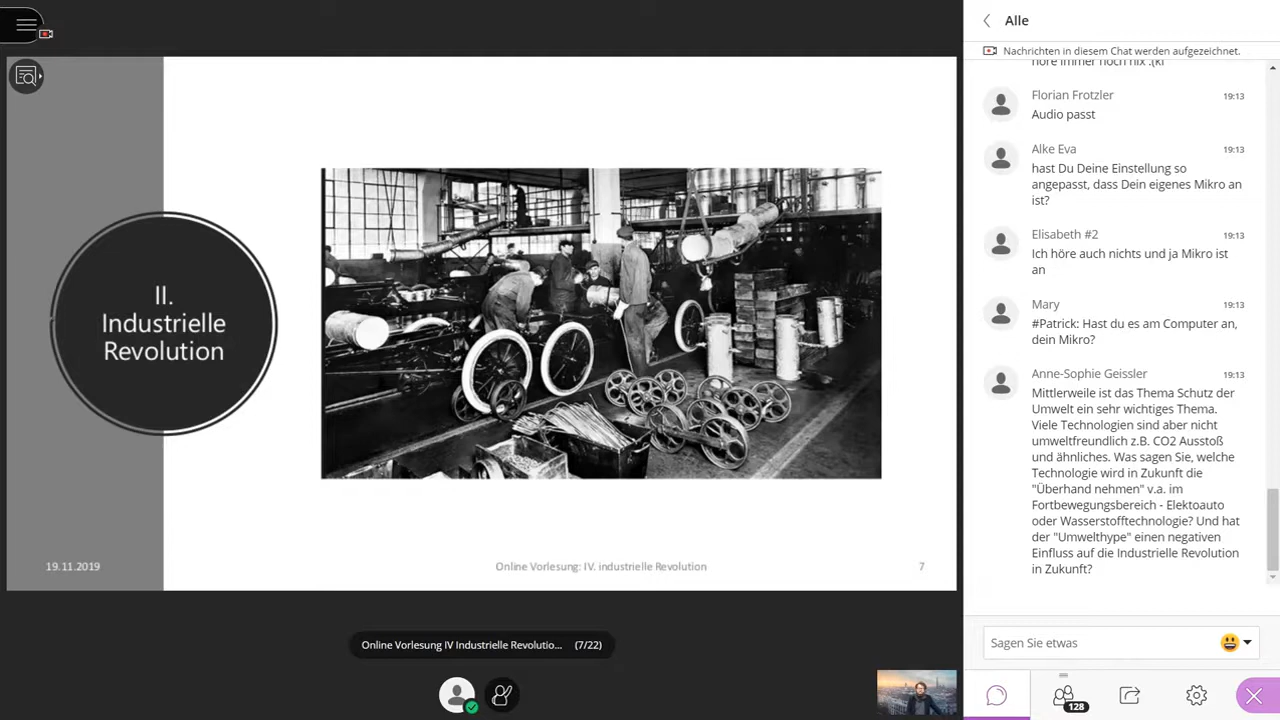 Alle
Nachrichten in diesem Chat werden aufgezeichnet.
Florian Frotzler 19:13
Audio passt
Alke Eva 19:13
hast Du Deine Einstellung so
angepasst, dass Dein eigenes Mikro an
ist?
Elisabeth #2 19:13
Ich höre auch nichts und ja Mikro ist
an
Mary 19:13
#Patrick: Hast du es am Computer an,
dein Mikro?
Anne-Sophie Geissler 19:13
Mittlerweile ist das Thema Schutz der
Umwelt ein sehr wichtiges Thema.
Viele Technologien sind aber nicht
umweltfreundlich z.B. CO2 Ausstoß
und ähnliches. Was sagen Sie, welche
Technologie wird in Zukunft die
"Überhand nehmen" v.a. im
Fortbewegungsbereich - Elektoauto
oder Wasserstofftechnologie? Und hat
der "Umwelthype" einen negativen
Einfluss auf die Industrielle Revolution
in Zukunft?
II.
Industrielle
Revolution
19.11.2019
Online Vorlesung: IV. industrielle Revolution
7
Online Vorlesung IV Industrielle Revolutio... (7/22)
Sagen Sie etwas
128